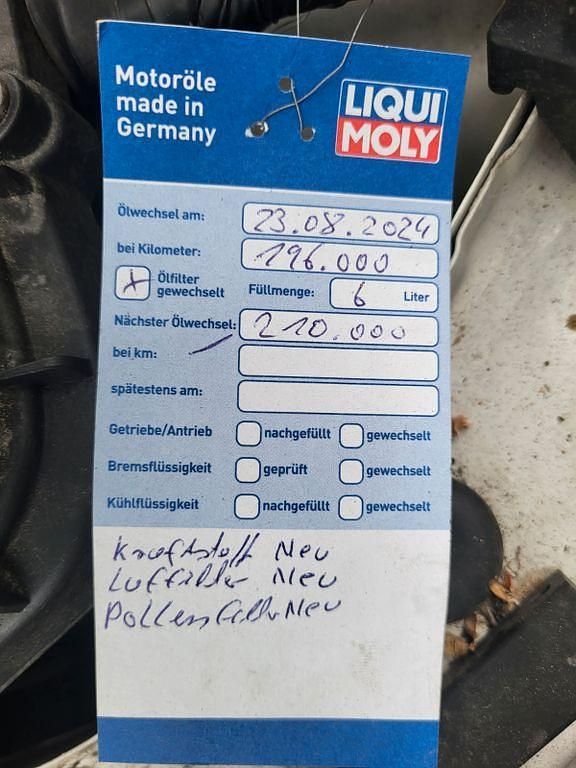 Motoröle
made in
Germany
LIQUI
MOLY
Ölwechsel am: 23.08.2024
bei Kilometer: 196.000
Ölfilter
gewechselt
Füllmenge: 6 Liter
Nächster Ölwechsel: 210.000
bei km:
spätestens am:
Getriebe/Antrieb nachgefüllt gewechselt
Bremsflüssigkeit geprüft gewechselt
Kühlflüssigkeit nachgefüllt gewechselt
Kraftstoff Neu
Luffilter Neu
Pollenfilter Neu